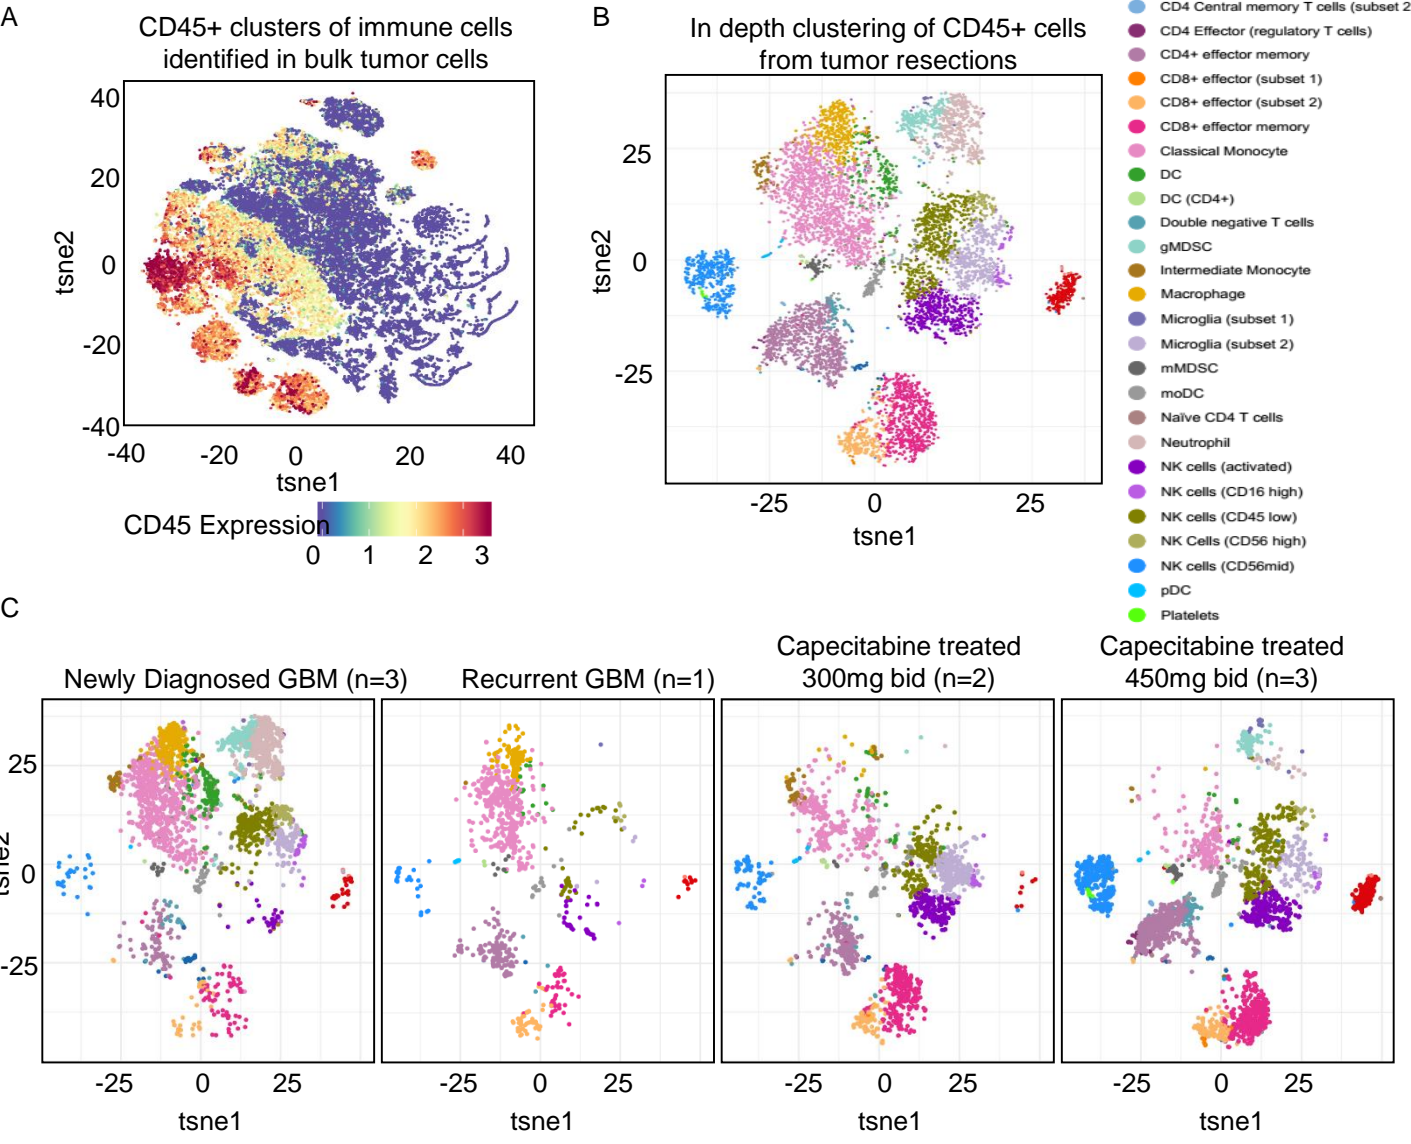 A
CD45+ clusters of immune cells
identified in bulk tumor cells
40
20
0
-20
-40
tsne2
-40
-20
0
20
40
tsne1
CD45 Expression
0
1
2
3
B
In depth clustering of CD45+ cells
from tumor resections
25
0
-25
tsne2
-25
0
25
tsne1
CD4 Central memory T cells (subset 2
CD4 Effector (regulatory T cells)
CD4+ effector memory
CD8+ effector (subset 1)
CD8+ effector (subset 2)
CD8+ effector memory
Classical Monocyte
DC
DC (CD4+)
Double negative T cells
gMDSC
Intermediate Monocyte
Macrophage
Microglia (subset 1)
Microglia (subset 2)
mMDSC
moDC
Naïve CD4 T cells
Neutrophil
NK cells (activated)
NK cells (CD16 high)
NK cells (CD45 low)
NK Cells (CD56 high)
NK cells (CD56mid)
pDC
Platelets
C
Newly Diagnosed GBM (n=3)
Recurrent GBM (n=1)
Capecitabine treated
300mg bid (n=2)
Capecitabine treated
450mg bid (n=3)
25
0
-25
tsne2
-25
0
25
tsne1
-25
0
25
tsne1
-25
0
25
tsne1
-25
0
25
tsne1